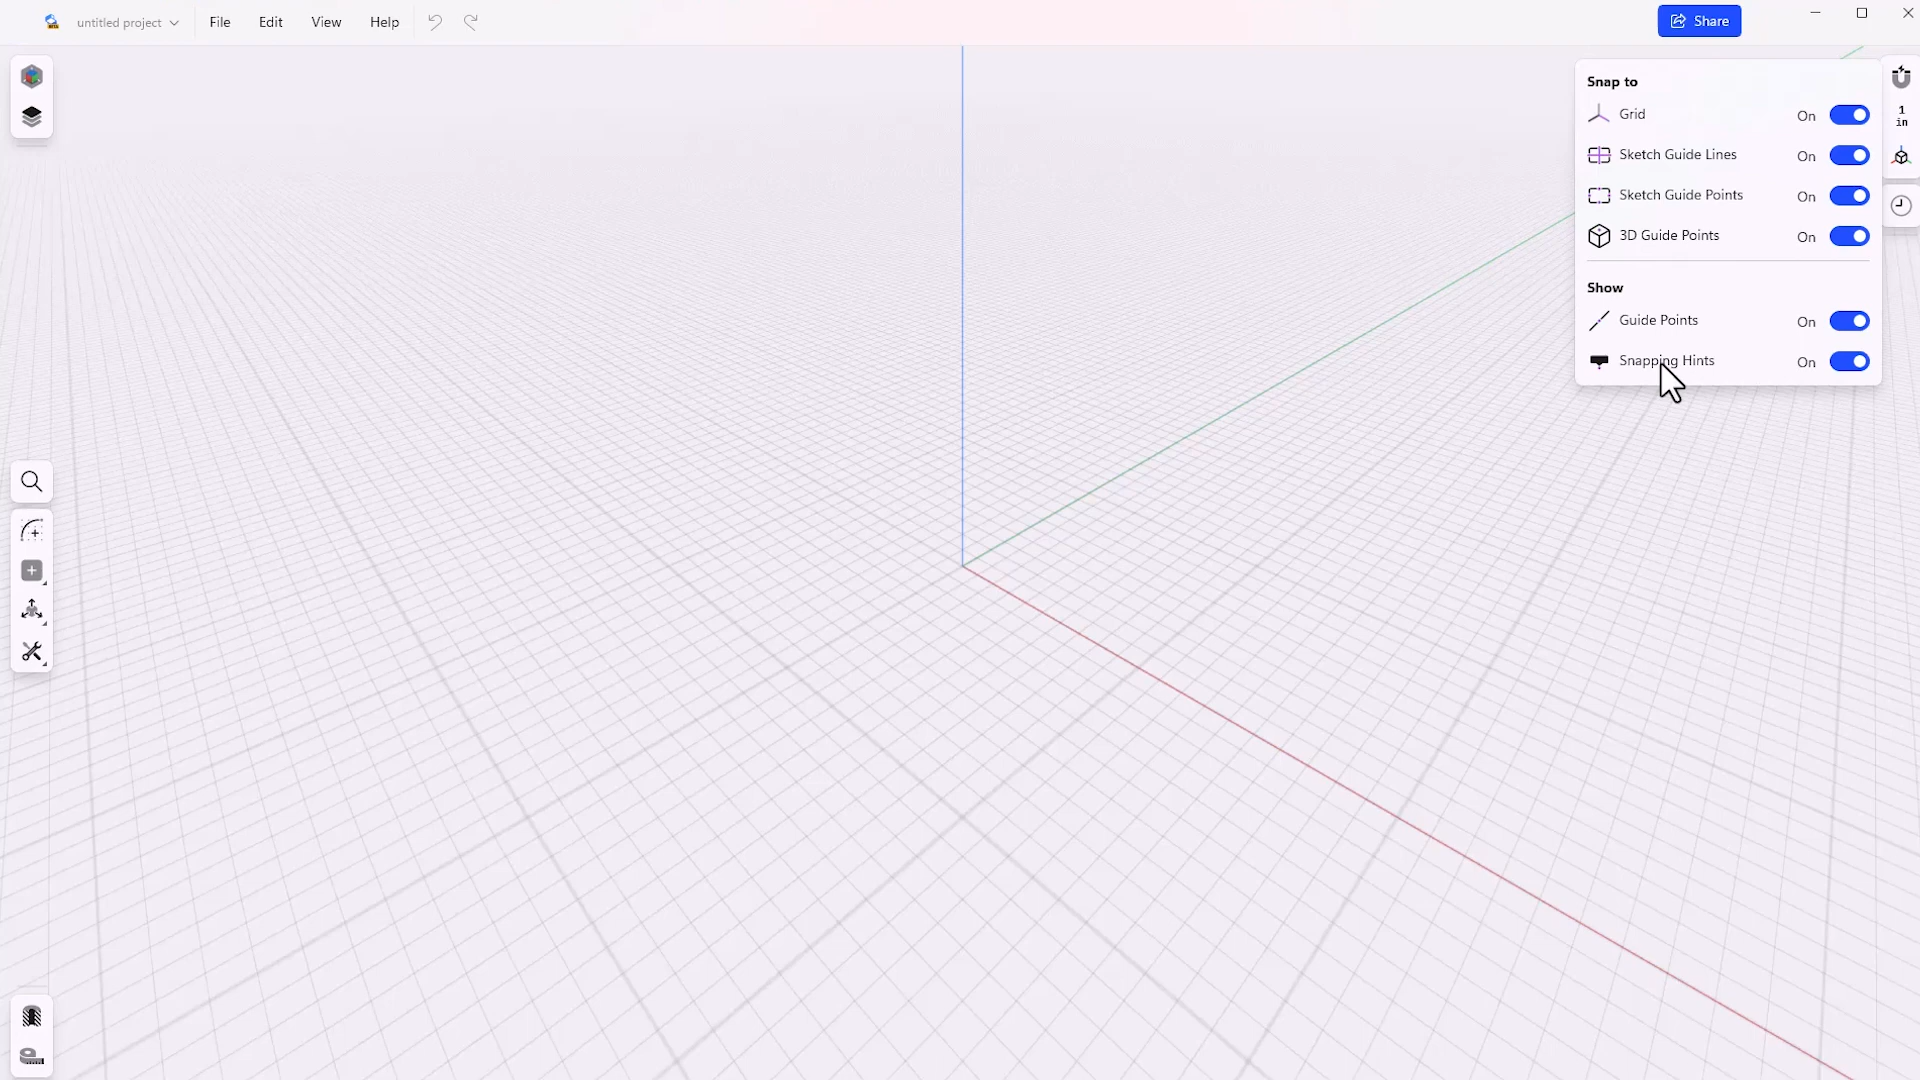 untitled project
File
Edit
View
Help
Share
Snap to
Grid
On
Sketch Guide Lines
On
Sketch Guide Points
On
3D Guide Points
On
Show
Guide Points
On
Snapping Hints
On
1
in